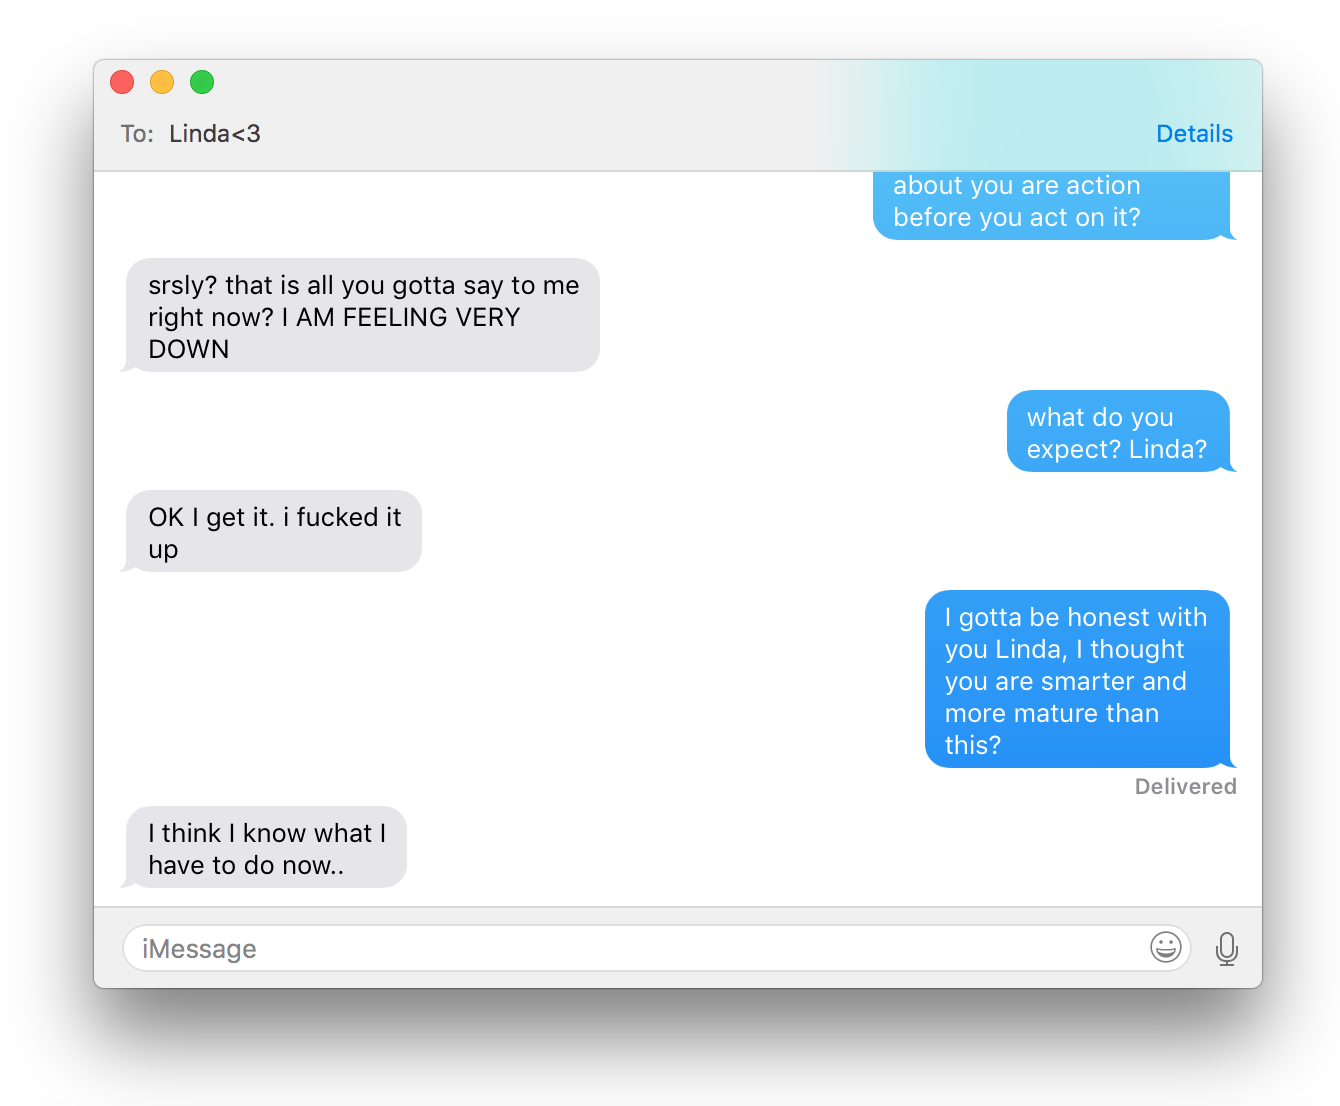 To: Linda<3
Details
about you are action
before you act on it?
srsly? that is all you gotta say to me
right now? I AM FEELING VERY
DOWN
what do you
expect? Linda?
OK I get it. i fucked it
up
I gotta be honest with
you Linda, I thought
you are smarter and
more mature than
this?
Delivered
I think I know what I
have to do now..
iMessage